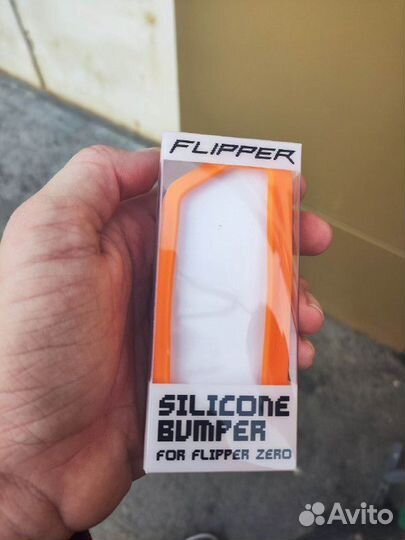 FLIPPER
SILICONE
BUMPER
FOR FLIPPER ZERO
Avito